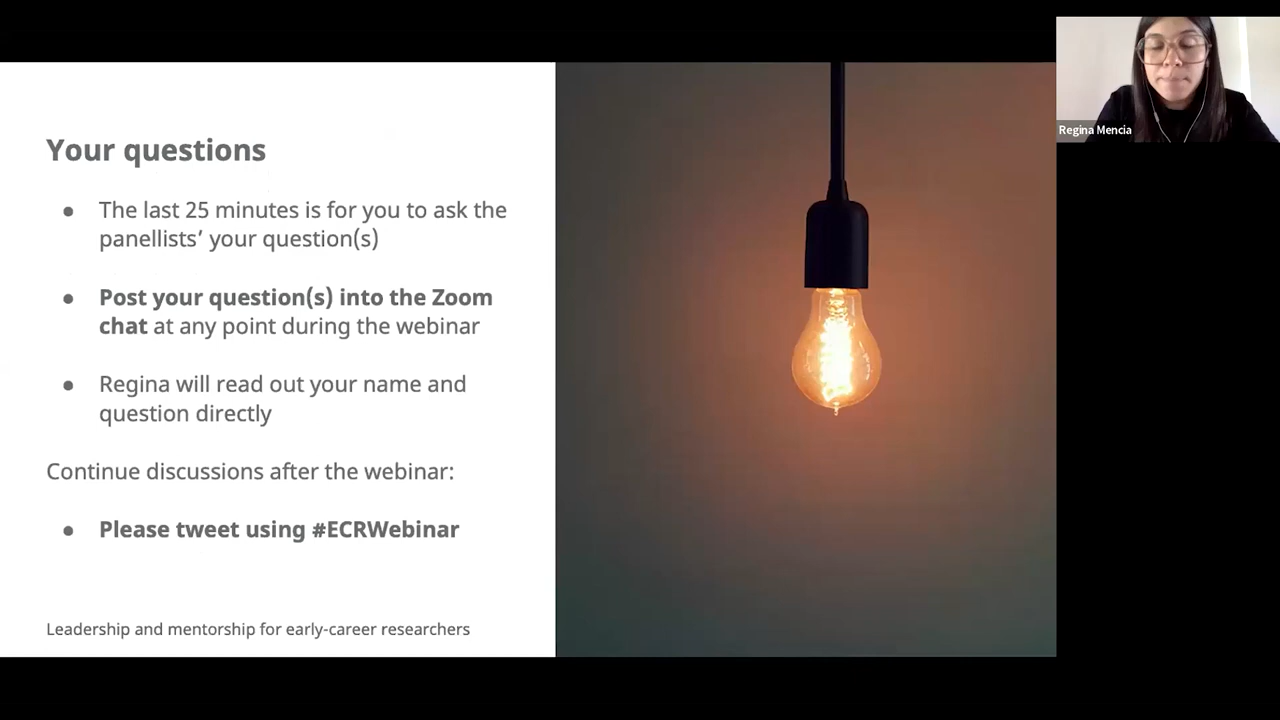 Your questions
● The last 25 minutes is for you to ask the
panellists’ your question(s)
● Post your question(s) into the Zoom
chat at any point during the webinar
● Regina will read out your name and
question directly
Continue discussions after the webinar:
● Please tweet using #ECRWebinar
Leadership and mentorship for early-career researchers
Regina Mencia